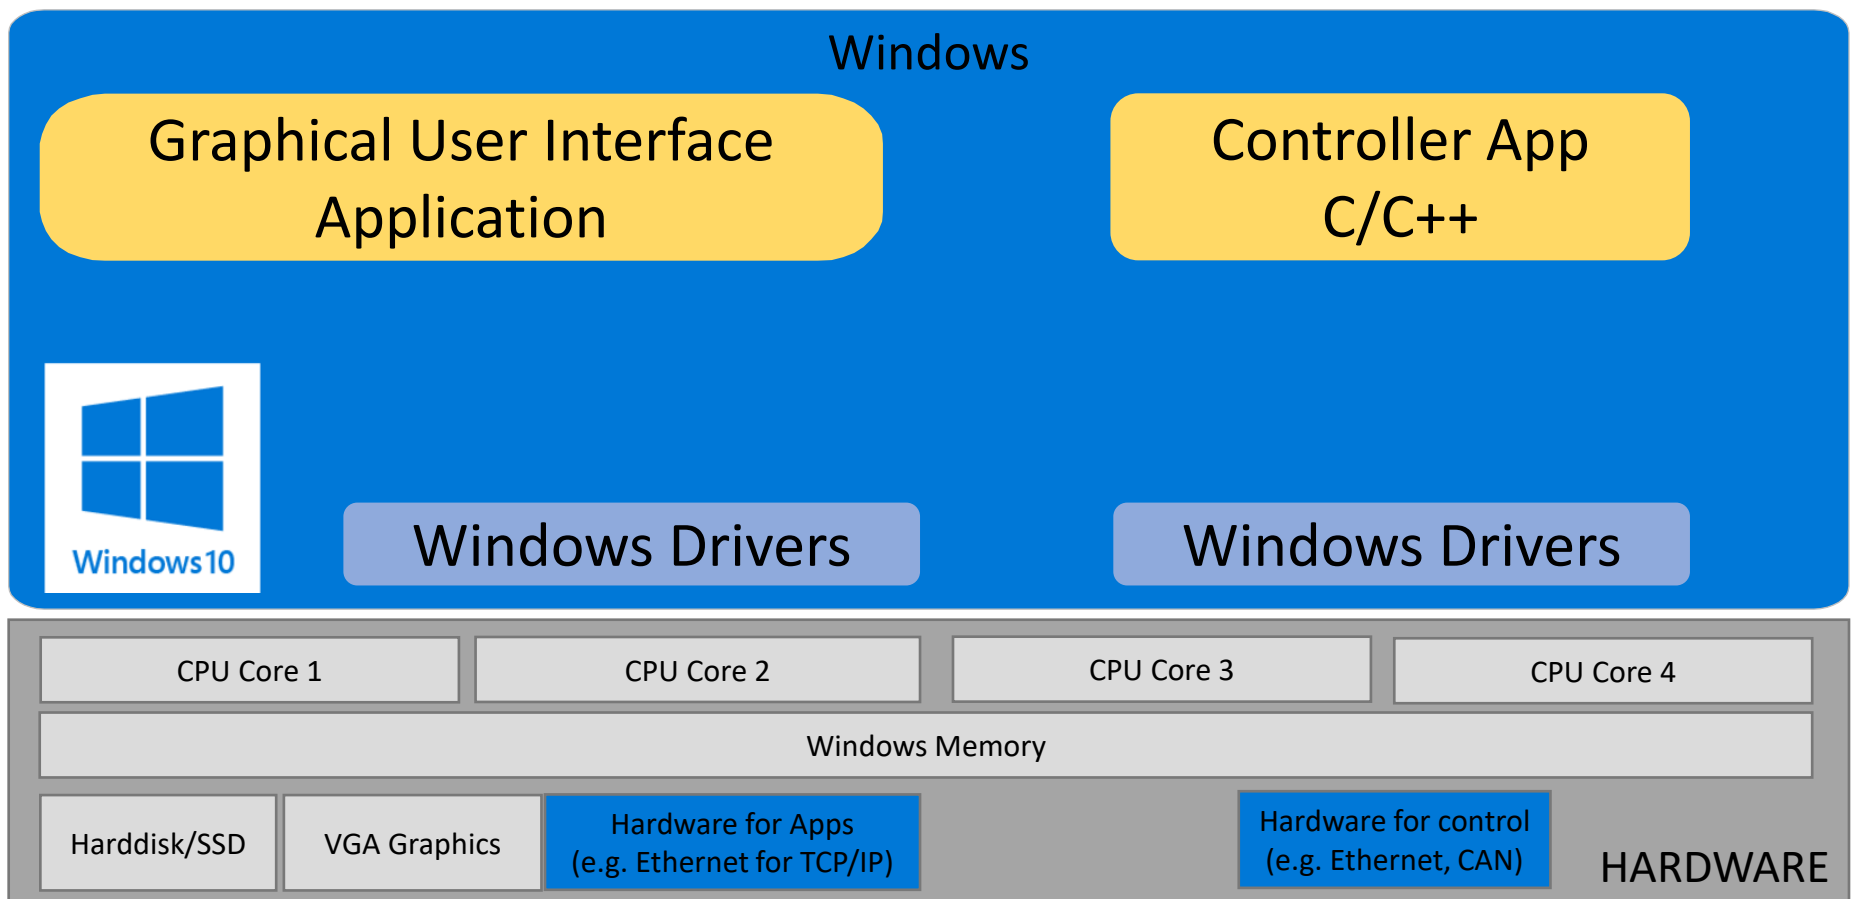 Windows
Graphical User Interface
Application
Controller App
C/C++
Windows10
Windows Drivers
Windows Drivers
CPU Core 1
CPU Core 2
CPU Core 3
CPU Core 4
Windows Memory
Harddisk/SSD
VGA Graphics
Hardware for Apps
(e.g. Ethernet for TCP/IP)
Hardware for control
(e.g. Ethernet, CAN)
HARDWARE